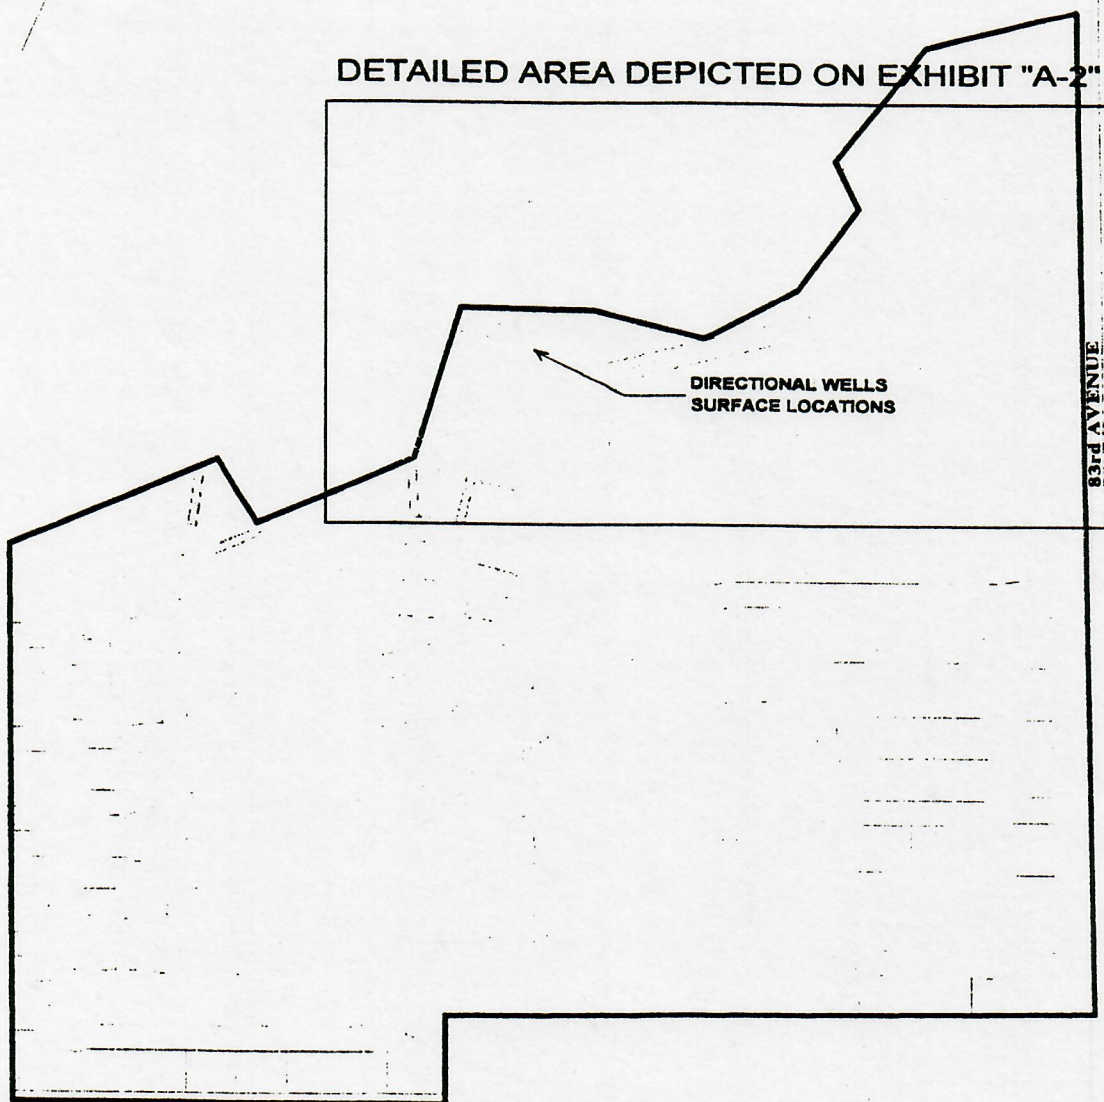 DETAILED AREA DEPICTED ON EXHIBIT "A-2"
DIRECTIONAL WELLS
SURFACE LOCATIONS
83rd AVENUE